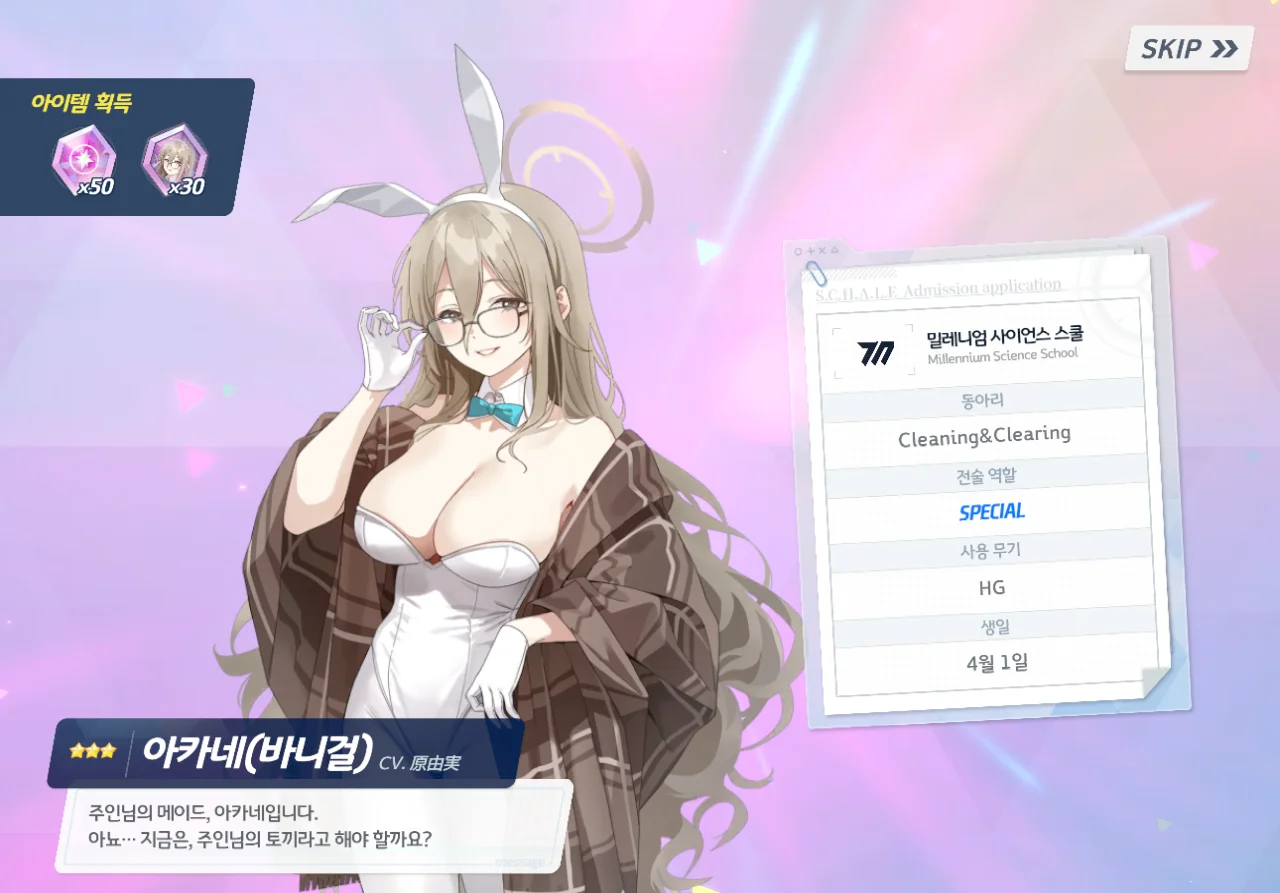 SKIP
아이템 획득
x50
x30
S.C.H.A.L.E Admission application
밀레니엄 사이언스 스쿨
Millennium Science School
동아리
Cleaning&Clearing
전술 역할
SPECIAL
사용 무기
HG
생일
4월 1일
아카네(바니걸) CV. 原由実
주인님의 메이드, 아카네입니다.
아뇨… 지금은, 주인님의 토끼라고 해야 할까요?
message